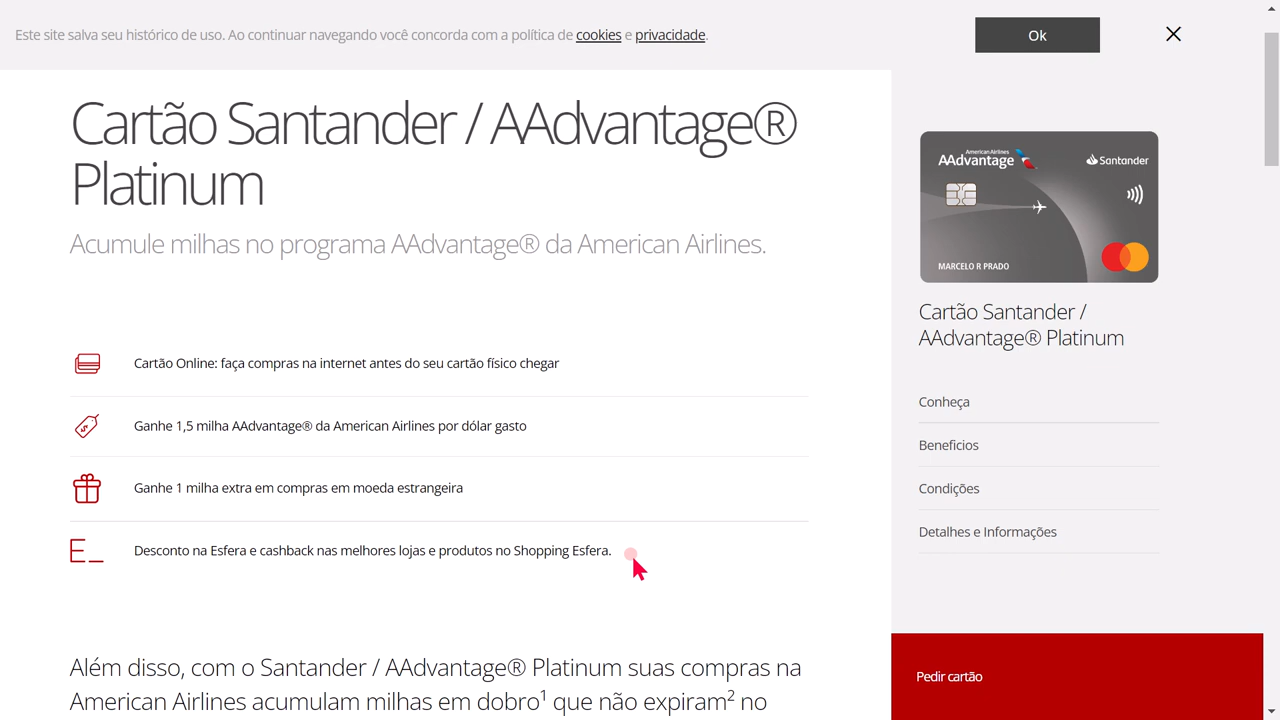 Este site salva seu histórico de uso. Ao continuar navegando você concorda com a política de cookies e privacidade.
Ok
Cartão Santander / AAdvantage®
Platinum
Acumule milhas no programa AAdvantage® da American Airlines.
Cartão Online: faça compras na internet antes do seu cartão físico chegar
Ganhe 1,5 milha AAdvantage® da American Airlines por dólar gasto
Ganhe 1 milha extra em compras em moeda estrangeira
E_
Desconto na Esfera e cashback nas melhores lojas e produtos no Shopping Esfera.
Além disso, com o Santander / AAdvantage® Platinum suas compras na
American Airlines acumulam milhas em dobro¹ que não expiram² no
American Airlines
AAdvantage
Santander
MARCELO R PRADO
Cartão Santander /
AAdvantage® Platinum
Conheça
Beneficios
Condições
Detalhes e Informações
Pedir cartão